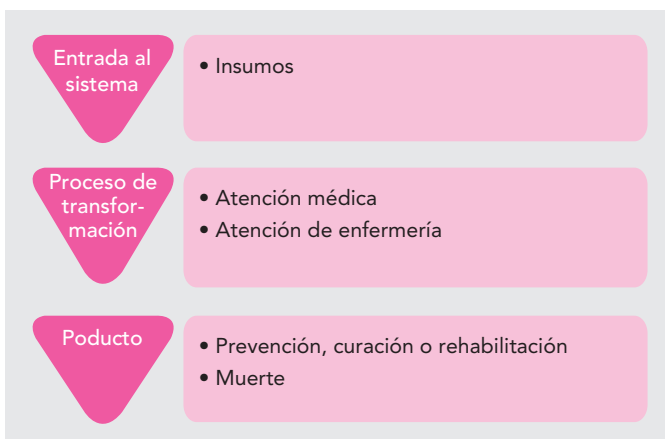 Entrada al
sistema
• Insumos
Proceso de
transfor-
mación
• Atención médica
• Atención de enfermería
Poducto
• Prevención, curación o rehabilitación
• Muerte